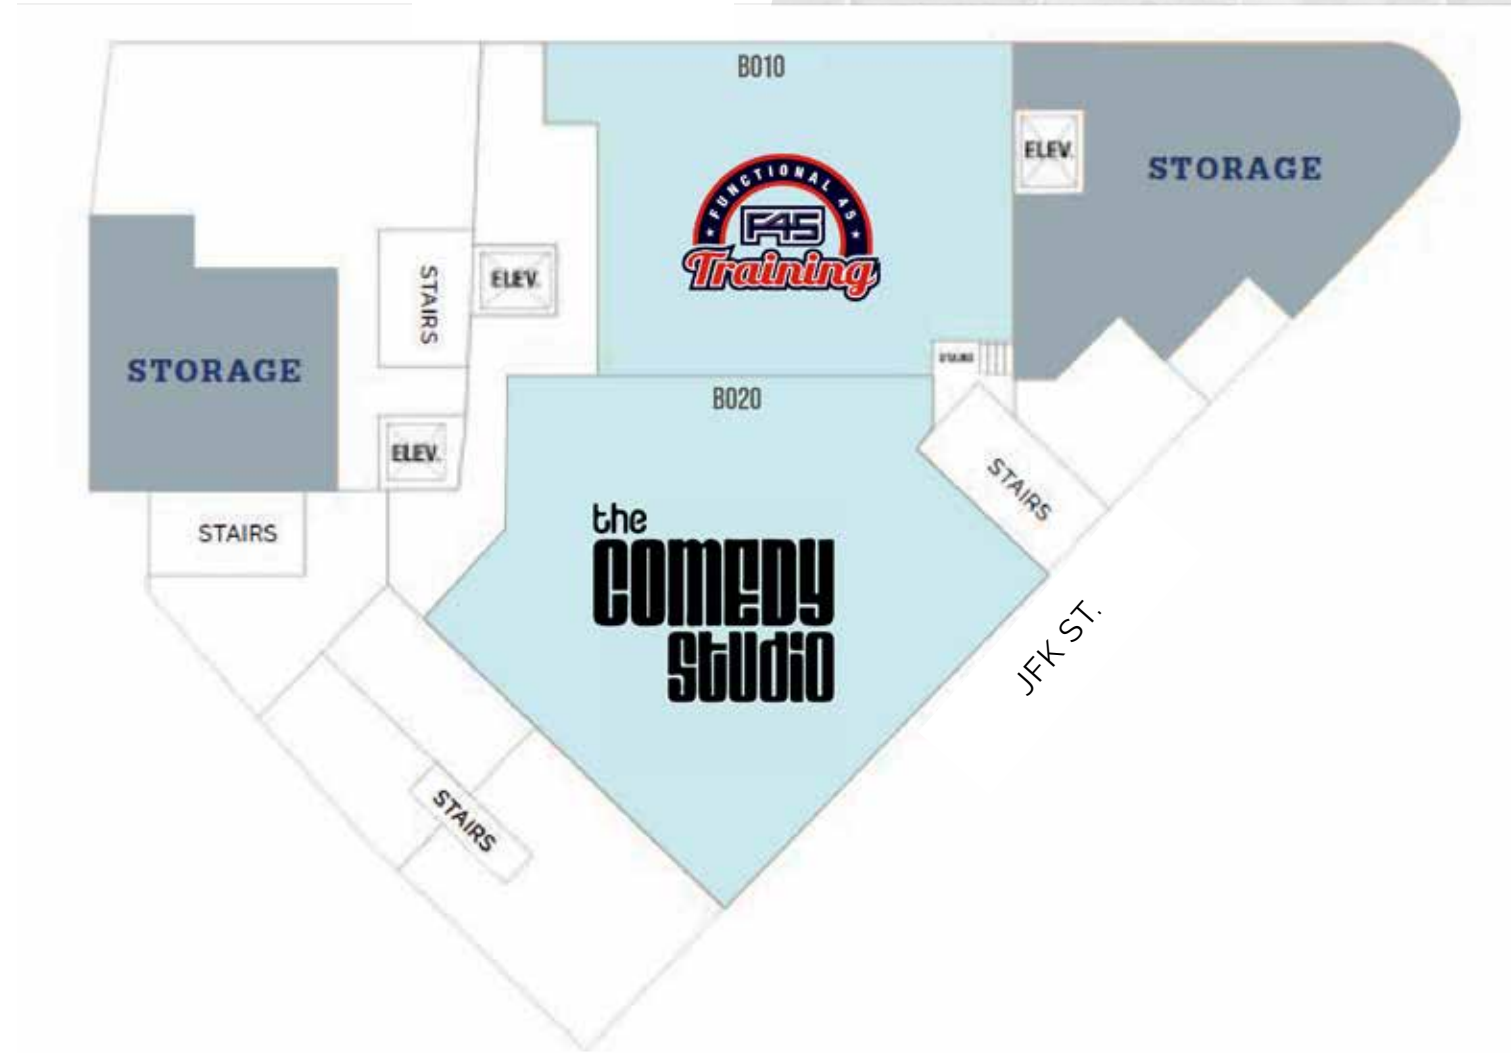 B010
FUNCTIONAL 45
F45
Training
ELEV.
STORAGE
STAIRS
ELEV.
STORAGE
STAIRS
B020
ELEV.
STAIRS
STAIRS
the
COMEDY
STUDIO
JFK ST.
STAIRS